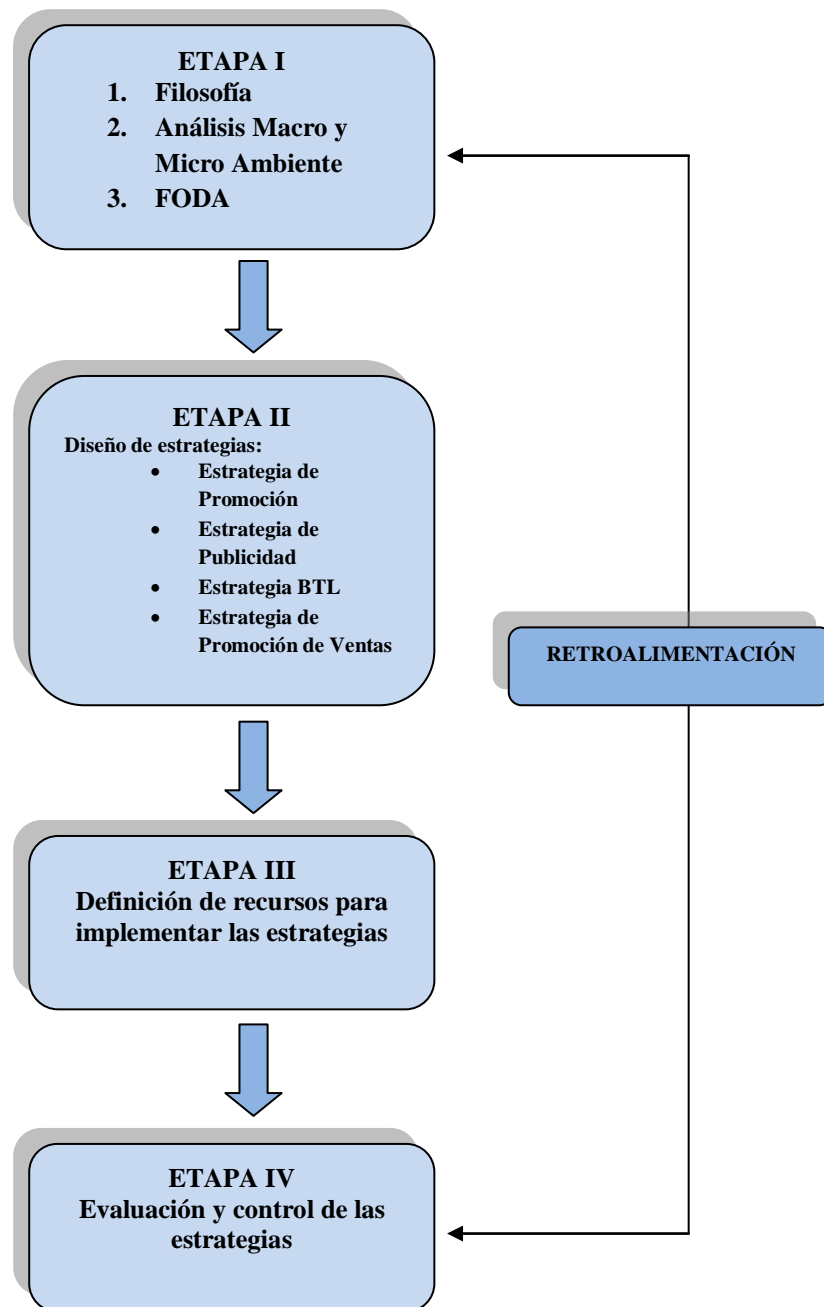 ETAPA I
1. Filosofía
2. Análisis Macro y
Micro Ambiente
3. FODA
ETAPA II
Diseño de estrategias:
• Estrategia de
Promoción
• Estrategia de
Publicidad
• Estrategia BTL
• Estrategia de
Promoción de Ventas
RETROALIMENTACIÓN
ETAPA III
Definición de recursos para
implementar las estrategias
ETAPA IV
Evaluación y control de las
estrategias